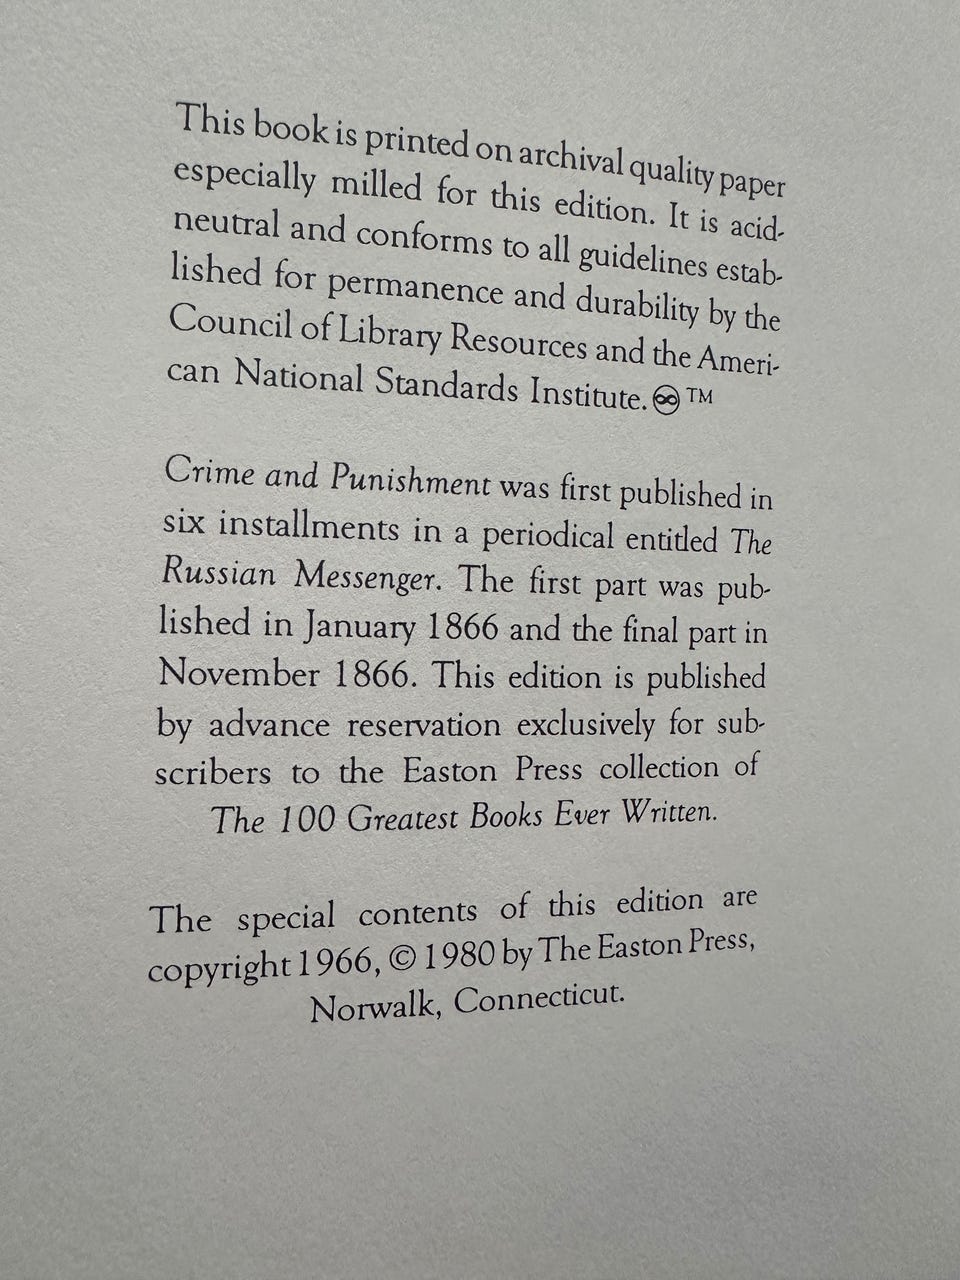 This book is printed on archival quality paper
especially milled for this edition. It is acid-
neutral and conforms to all guidelines estab-
lished for permanence and durability by the
Council of Library Resources and the Ameri-
can National Standards Institute. ♾ ™
Crime and Punishment was first published in
six installments in a periodical entitled The
Russian Messenger. The first part was pub-
lished in January 1866 and the final part in
November 1866. This edition is published
by advance reservation exclusively for sub-
scribers to the Easton Press collection of
The 100 Greatest Books Ever Written.
The special contents of this edition are
copyright 1966, © 1980 by The Easton Press,
Norwalk, Connecticut.